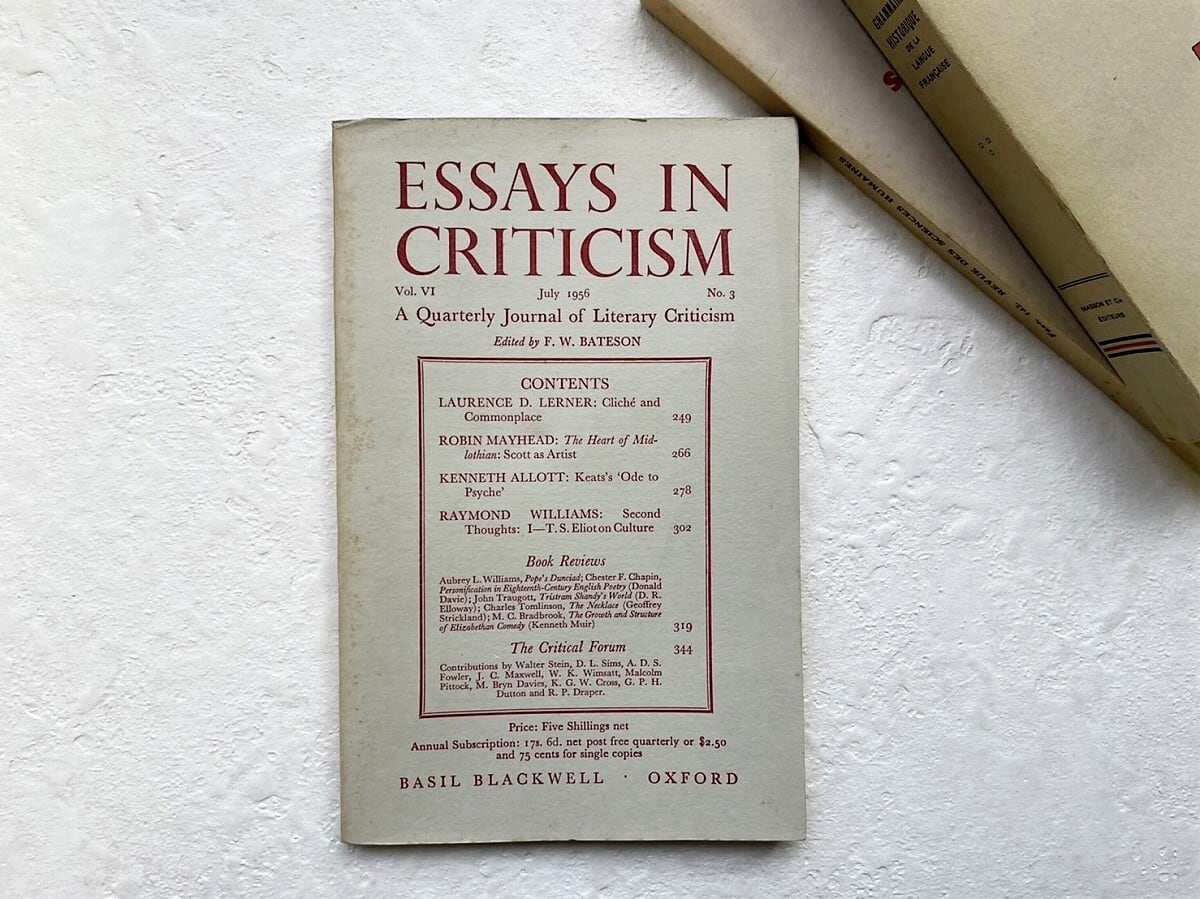 ESSAYS IN
CRITICISM
Vol. VI July 1956 No. 3
A Quarterly Journal of Literary Criticism
Edited by F. W. BATESON
CONTENTS
LAURENCE D. LERNER: Cliché and
Commonplace 249
ROBIN MAYHEAD: The Heart of Mid-
lothian: Scott as Artist 266
KENNETH ALLOTT: Keats's ‘Ode to
Psyche’ 278
RAYMOND WILLIAMS: Second
Thoughts: I—T. S. Eliot on Culture 302
Book Reviews
Aubrey L. Williams, Pope's Dunciad; Chester F. Chapin,
Personification in Eighteenth-Century English Poetry (Donald
Davie); John Traugott, Tristram Shandy's World (D. R.
Elloway); Charles Tomlinson, The Necklace (Geoffrey
Strickland); M. C. Bradbrook, The Growth and Structure
of Elizabethan Comedy (Kenneth Muir) 319
The Critical Forum 344
Contributions by Walter Stein, D. L. Sims, A. D. S.
Fowler, J. C. Maxwell, W. K. Wimsatt, Malcolm
Pittock, M. Bryn Davies, K. G. W. Cross, G. P. H.
Dutton and R. P. Draper.
Price: Five Shillings net
Annual Subscription: 17s. 6d. net post free quarterly or $2.50
and 75 cents for single copies
BASIL BLACKWELL · OXFORD
GRAMMAIRE
HISTORIQUE
DE LA
LANGUE
FRANÇAISE
MASSON ET Cie
ÉDITEURS
REVUE DES SCIENCES HUMAINES